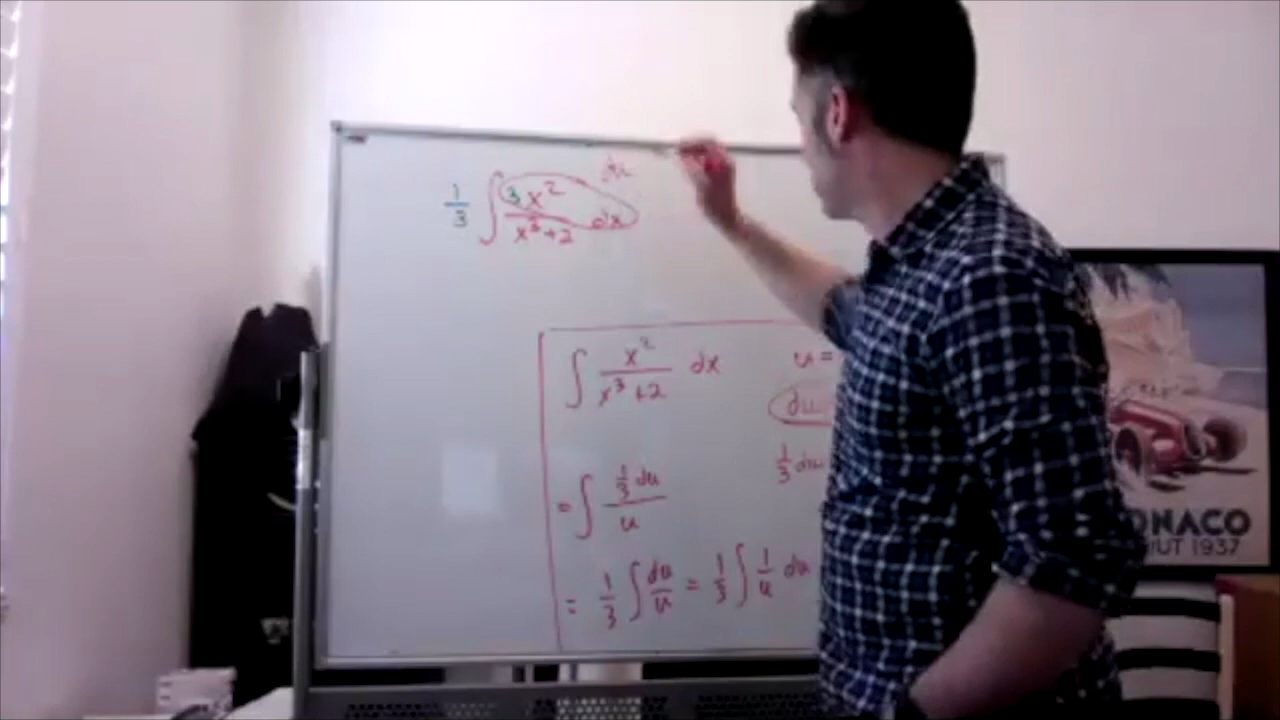 du
1/3 ∫ 3x²/(x³+2) dx
∫ x²/(x³+2) dx u =
du
= ∫ (1/3 du)/u 1/3 du
= 1/3 ∫ du/u = 1/3 ∫ 1/u du
ONACO
UT 1937